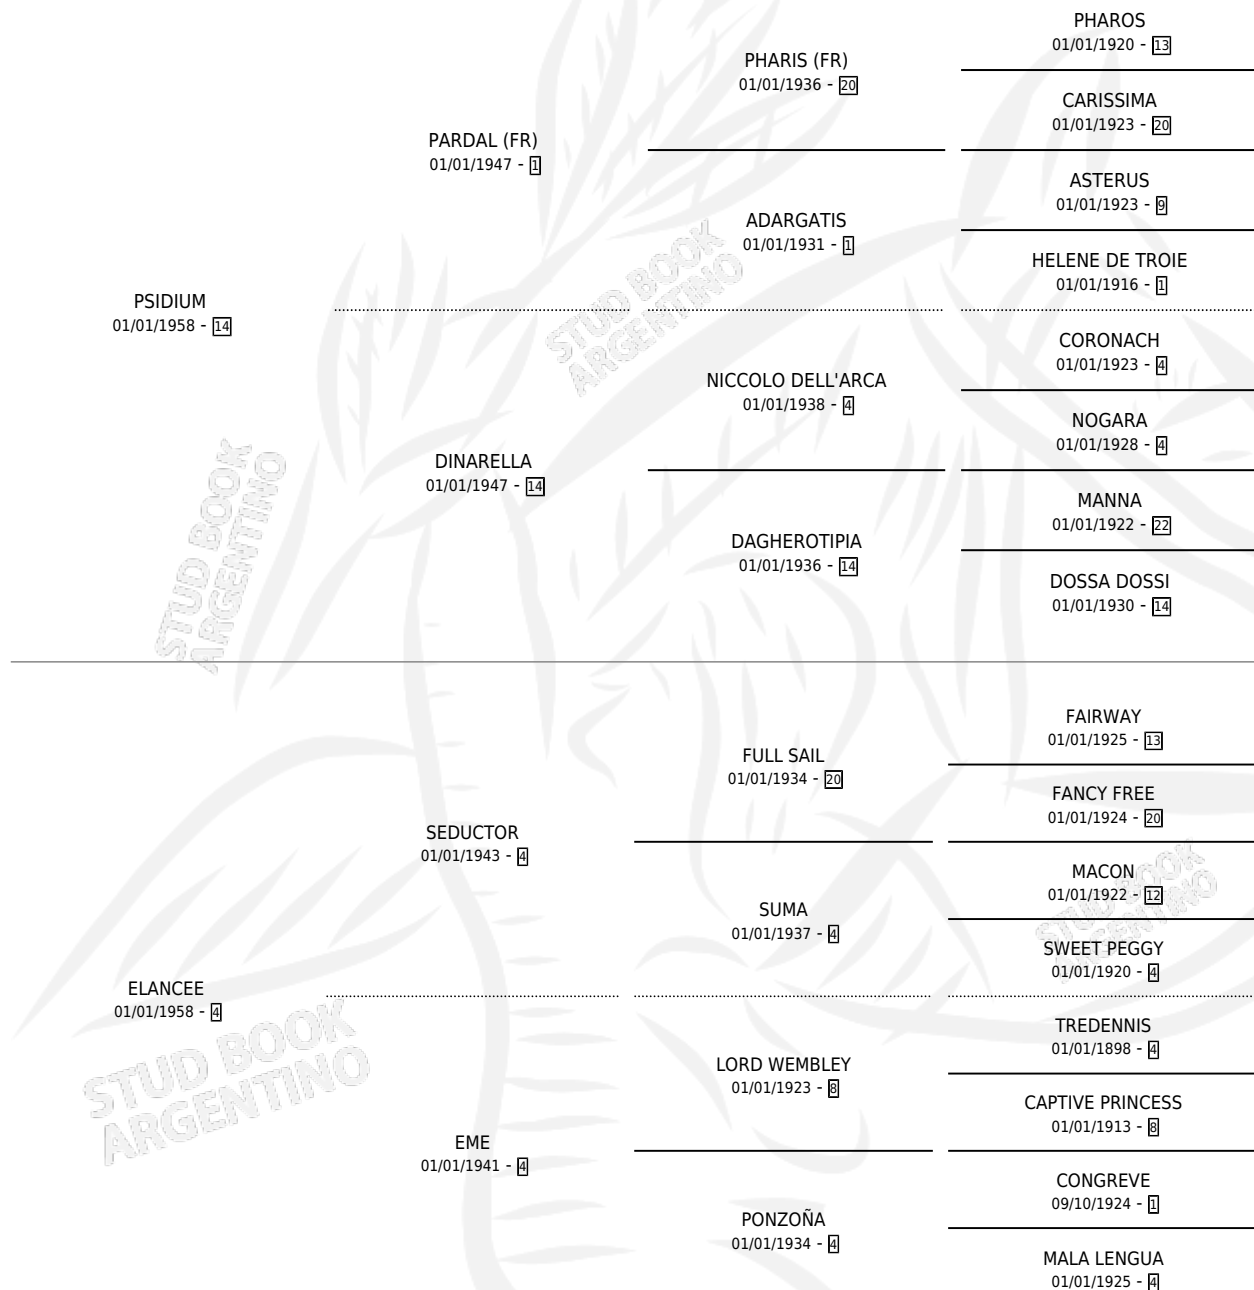 PHAROS
01/01/1920 - 13
PHARIS (FR)
01/01/1936 - 20
CARISSIMA
01/01/1923 - 20
PARDAL (FR)
01/01/1947 - 1
ASTERUS
01/01/1923 - 9
ADARGATIS
01/01/1931 - 1
HELENE DE TROIE
01/01/1916 - 1
PSIDIUM
01/01/1958 - 14
CORONACH
01/01/1923 - 4
NICCOLO DELL'ARCA
01/01/1938 - 4
NOGARA
01/01/1928 - 4
DINARELLA
01/01/1947 - 14
MANNA
01/01/1922 - 22
DAGHEROTIPIA
01/01/1936 - 14
DOSSA DOSSI
01/01/1930 - 14
STUD BOOK
ARGENTINO
STUD BOOK
ARGENTINO
FAIRWAY
01/01/1925 - 13
FULL SAIL
01/01/1934 - 20
FANCY FREE
01/01/1924 - 20
SEDUCTOR
01/01/1943 - 4
MACON
01/01/1922 - 12
SUMA
01/01/1937 - 4
SWEET PEGGY
01/01/1920 - 4
STUD BOOK
ARGENTINO
ELANCEE
01/01/1958 - 4
TREDENNIS
01/01/1898 - 4
LORD WEMBLEY
01/01/1923 - 8
CAPTIVE PRINCESS
01/01/1913 - 8
STUD BOOK
ARGENTINO
EME
01/01/1941 - 4
CONGREVE
09/10/1924 - 1
PONZOÑA
01/01/1934 - 4
MALA LENGUA
01/01/1925 - 4